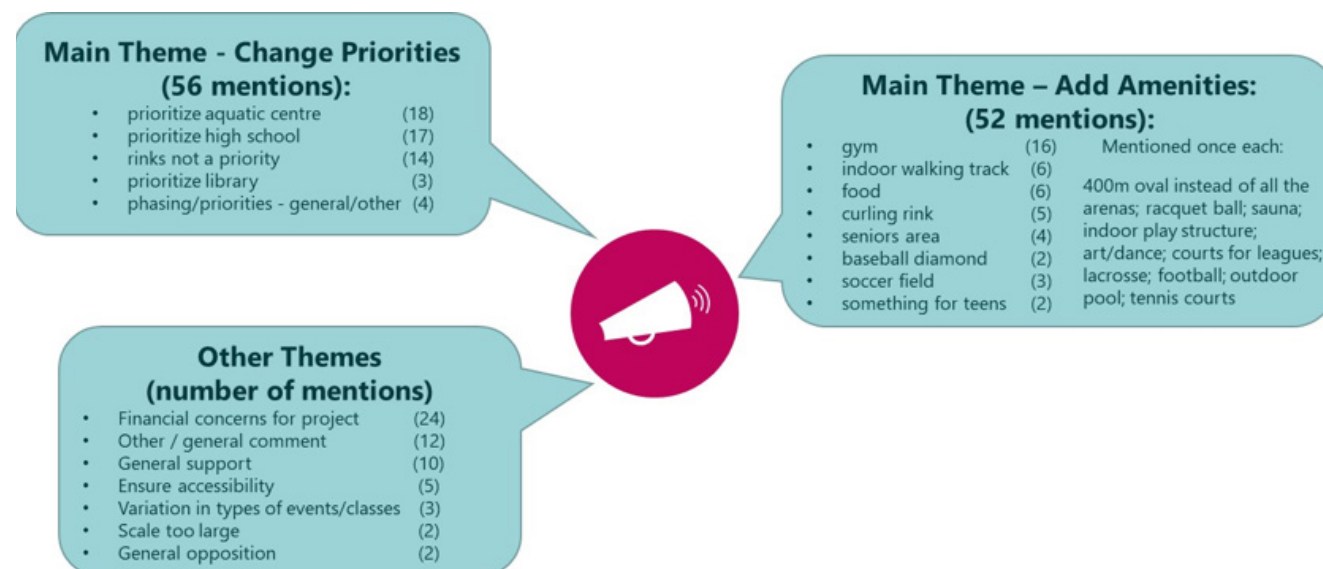 Main Theme - Change Priorities
(56 mentions):
• prioritize aquatic centre (18)
• prioritize high school (17)
• rinks not a priority (14)
• prioritize library (3)
• phasing/priorities - general/other (4)
Main Theme – Add Amenities:
(52 mentions):
• gym (16)
• indoor walking track (6)
• food (6)
• curling rink (5)
• seniors area (4)
• baseball diamond (2)
• soccer field (3)
• something for teens (2)
Mentioned once each:
400m oval instead of all the
arenas; racquet ball; sauna;
indoor play structure;
art/dance; courts for leagues;
lacrosse; football; outdoor
pool; tennis courts
Other Themes
(number of mentions)
• Financial concerns for project (24)
• Other / general comment (12)
• General support (10)
• Ensure accessibility (5)
• Variation in types of events/classes (3)
• Scale too large (2)
• General opposition (2)